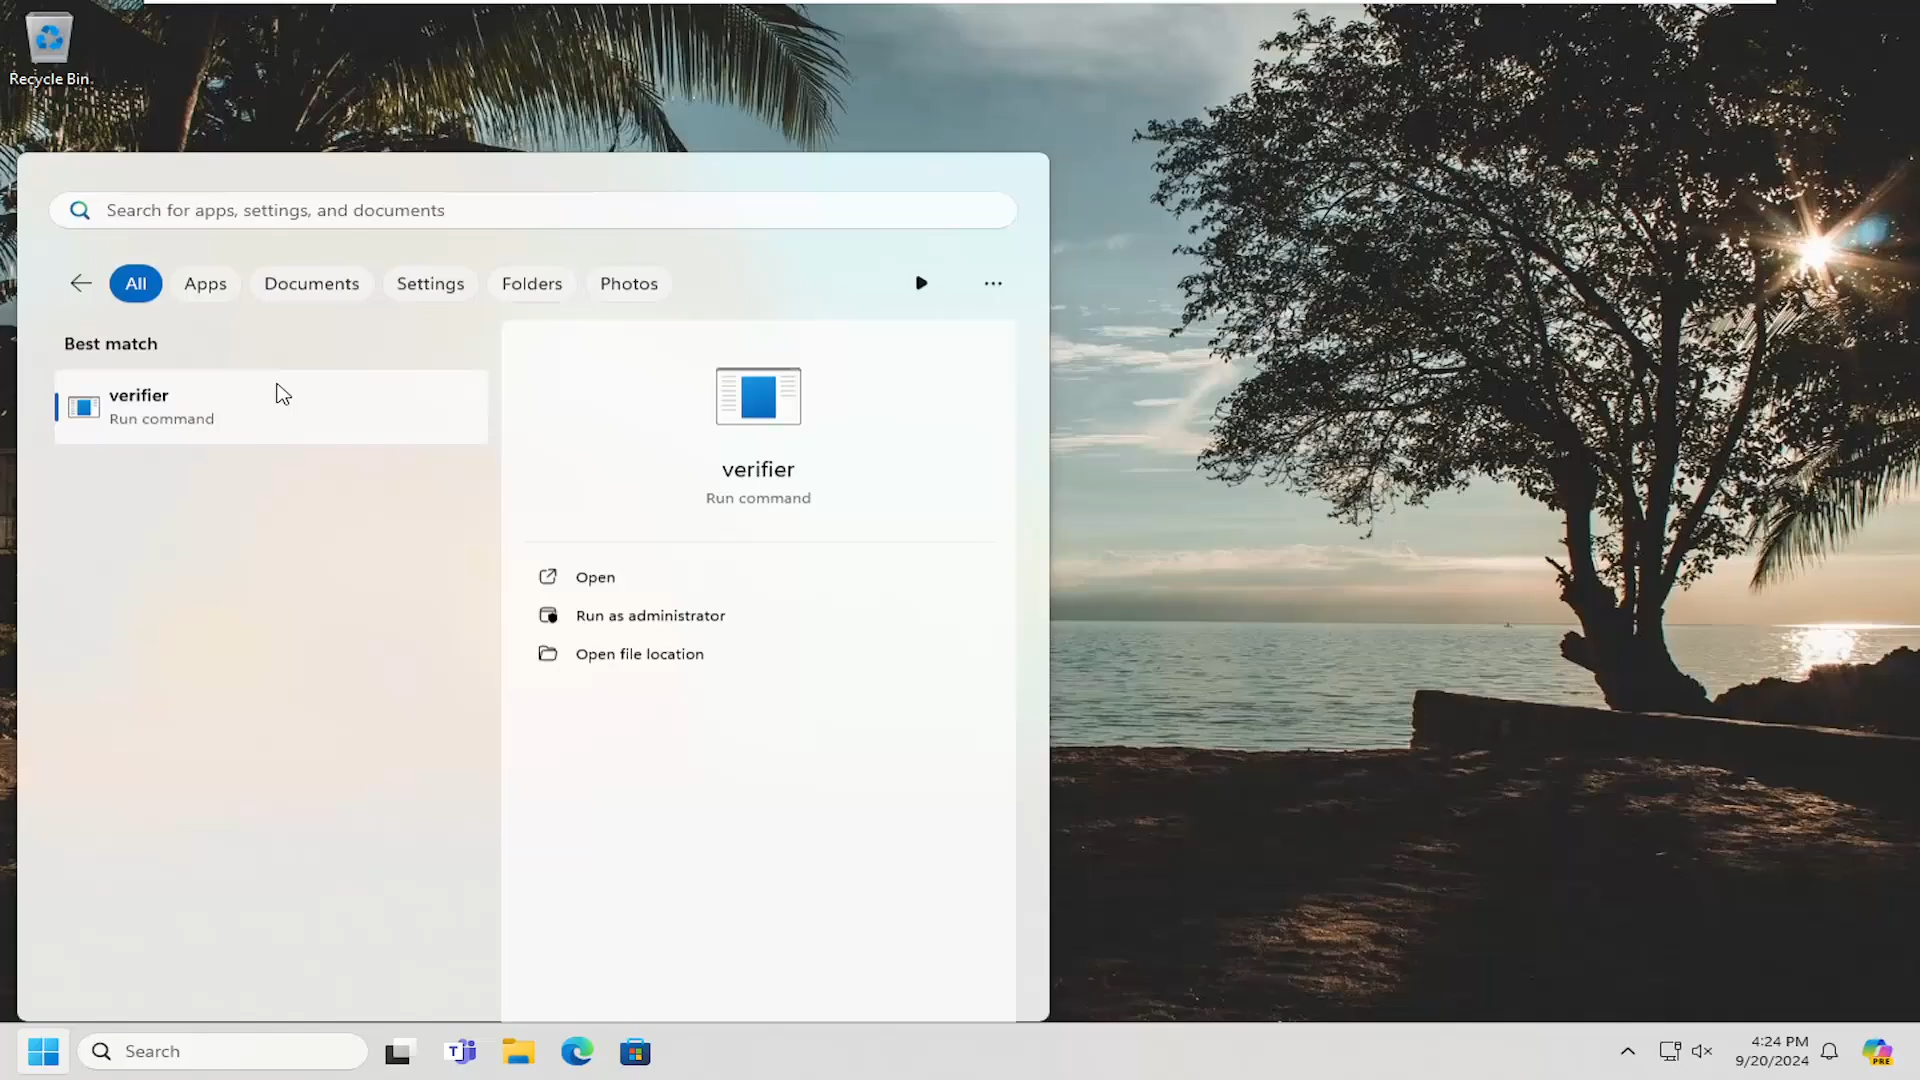 Recycle Bin
Search for apps, settings, and documents
All
Apps
Documents
Settings
Folders
Photos
Best match
verifier
Run command
verifier
Run command
Open
Run as administrator
Open file location
Search
T
4:24 PM
9/20/2024
PRE